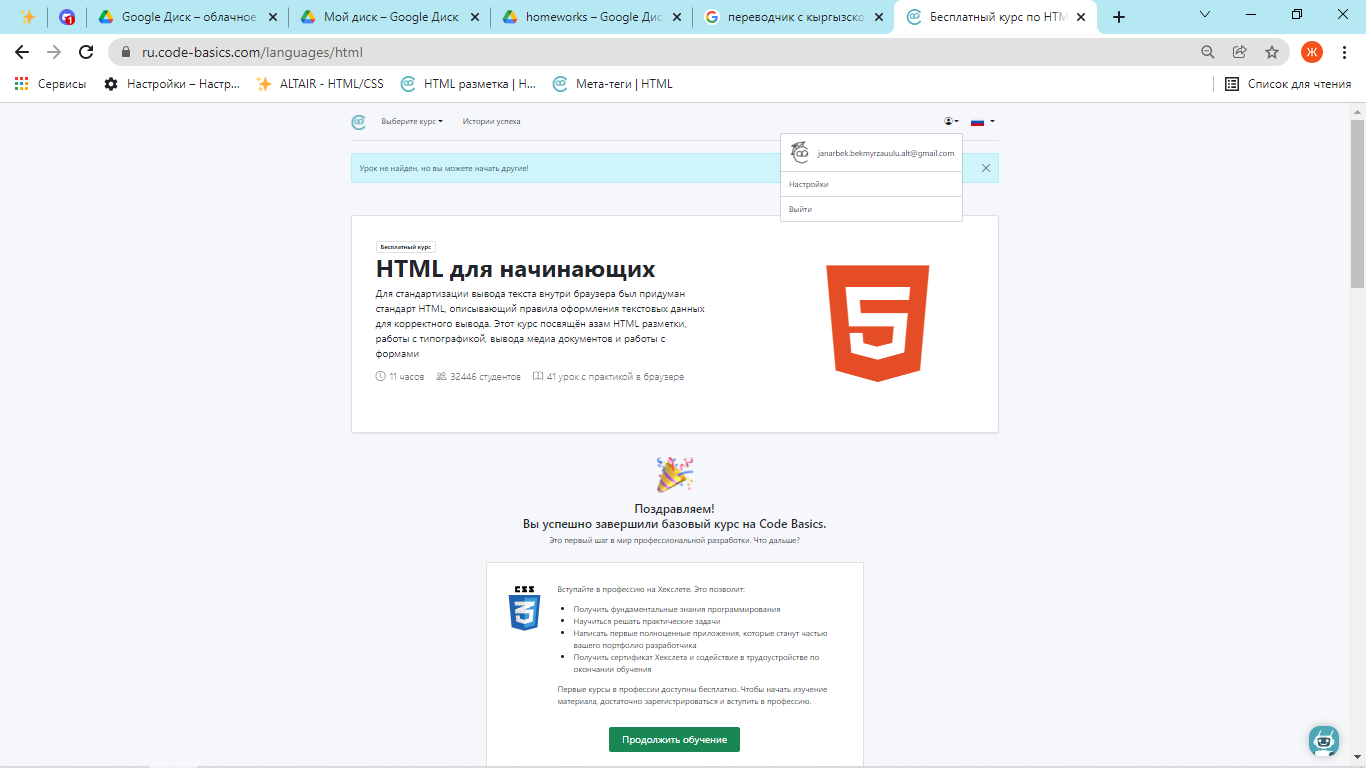 Google Диск – облачное
Мой диск – Google Диск
homeworks – Google Дис
переводчик с кыргызско
Бесплатный курс по HTM
ru.code-basics.com/languages/html
Ж
Сервисы
Настройки – Настр...
ALTAIR - HTML/CSS
HTML разметка | H...
Мета-теги | HTML
Список для чтения
Выберите курс
Истории успеха
janarbek.bekmyrzauulu.alt@gmail.com
Настройки
Выйти
Урок не найден, но вы можете начать другие!
Бесплатный курс
HTML для начинающих
Для стандартизации вывода текста внутри браузера был придуман
стандарт HTML, описывающий правила оформления текстовых данных
для корректного вывода. Этот курс посвящён азам HTML разметки,
работы с типографикой, вывода медиа документов и работы с
формами
11 часов
32446 студентов
41 урок с практикой в браузере
Поздравляем!
Вы успешно завершили базовый курс на Code Basics.
Это первый шаг в мир профессиональной разработки. Что дальше?
CSS
Вступайте в профессию на Хекслете. Это позволит:
Получить фундаментальные знания программирования
Научиться решать практические задачи
Написать первые полноценные приложения, которые станут частью
вашего портфолио разработчика
Получить сертификат Хекслета и содействие в трудоустройстве по
окончании обучения
Первые курсы в профессии доступны бесплатно. Чтобы начать изучение
материала, достаточно зарегистрироваться и вступить в профессию.
Продолжить обучение